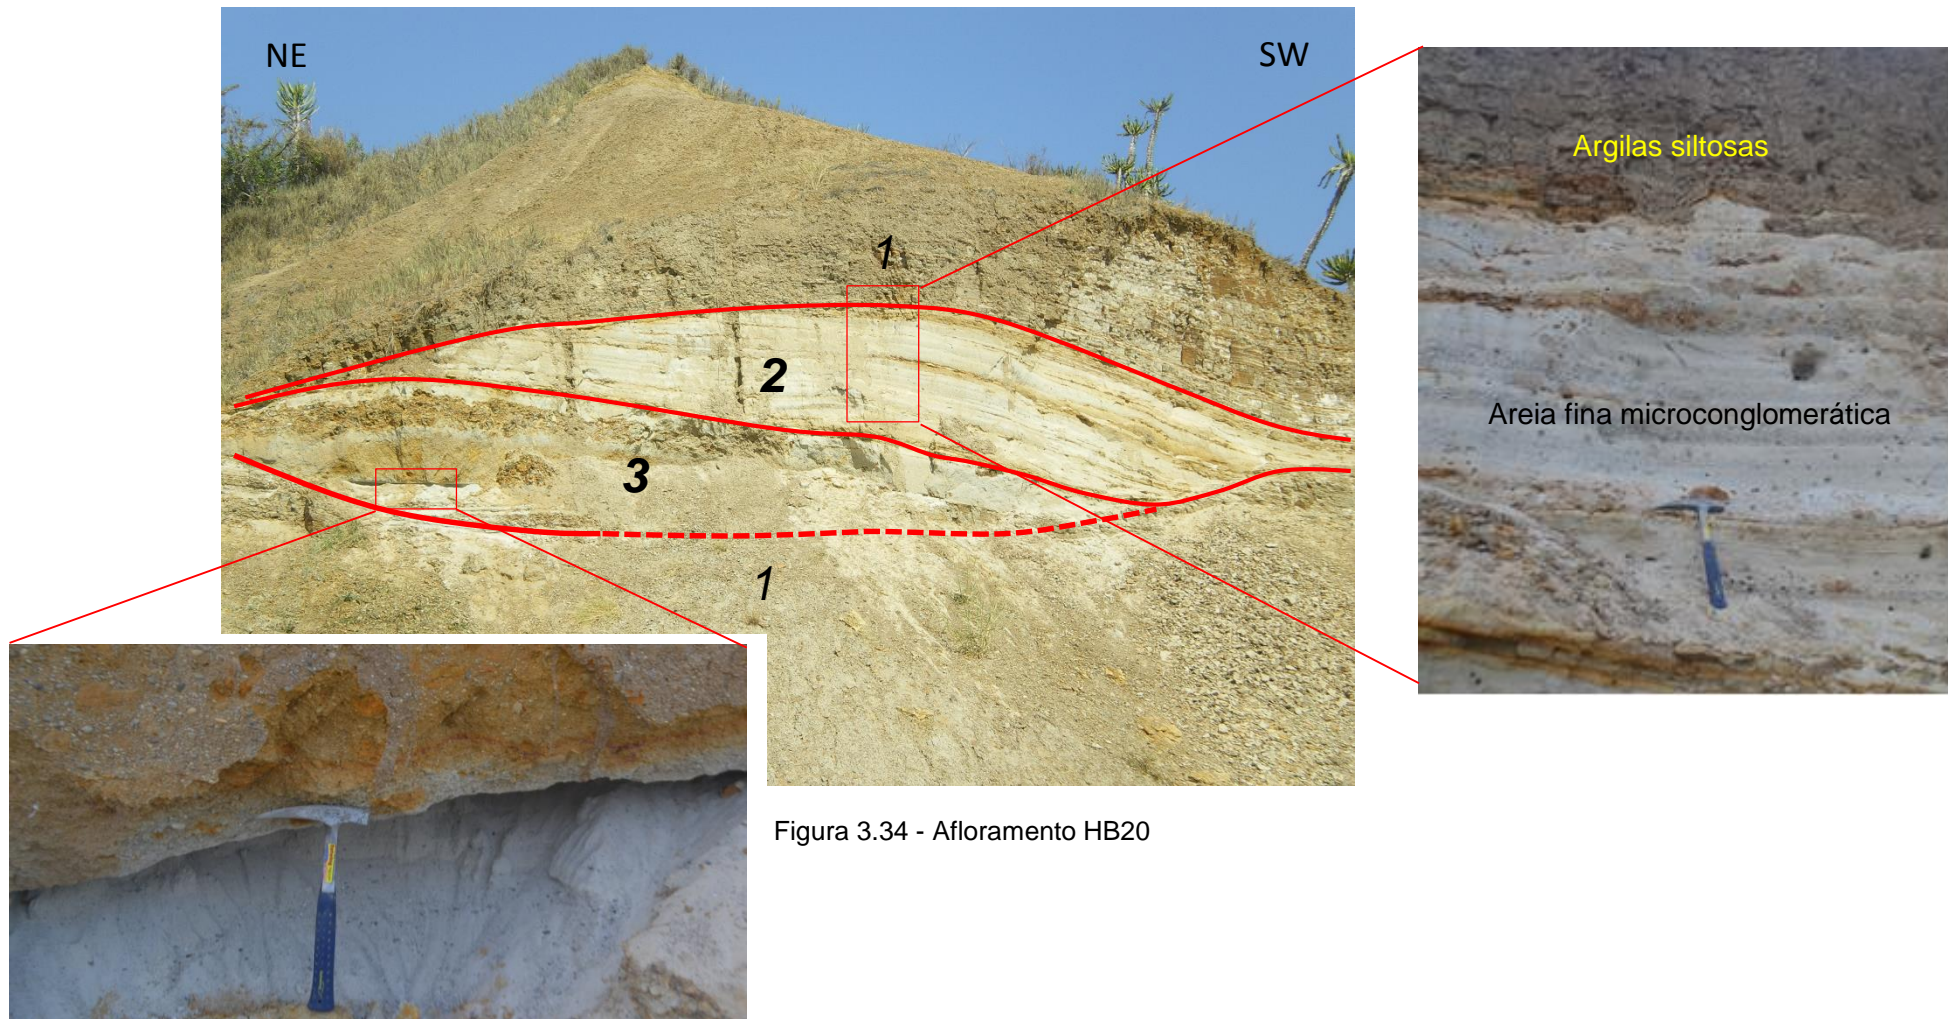 NE
SW
1
2
3
1
Argilas siltosas
Areia fina microconglomerática
Figura 3.34 - Afloramento HB20